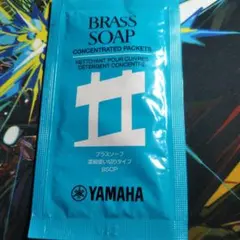 BRASS
SOAP
CONCENTRATED PACKETS
NETTOYANT POUR CUIVRES
DÉTERGENT CONCENTRÉ
ブラスソープ
濃縮使い切りタイプ
BSCP
YAMAHA